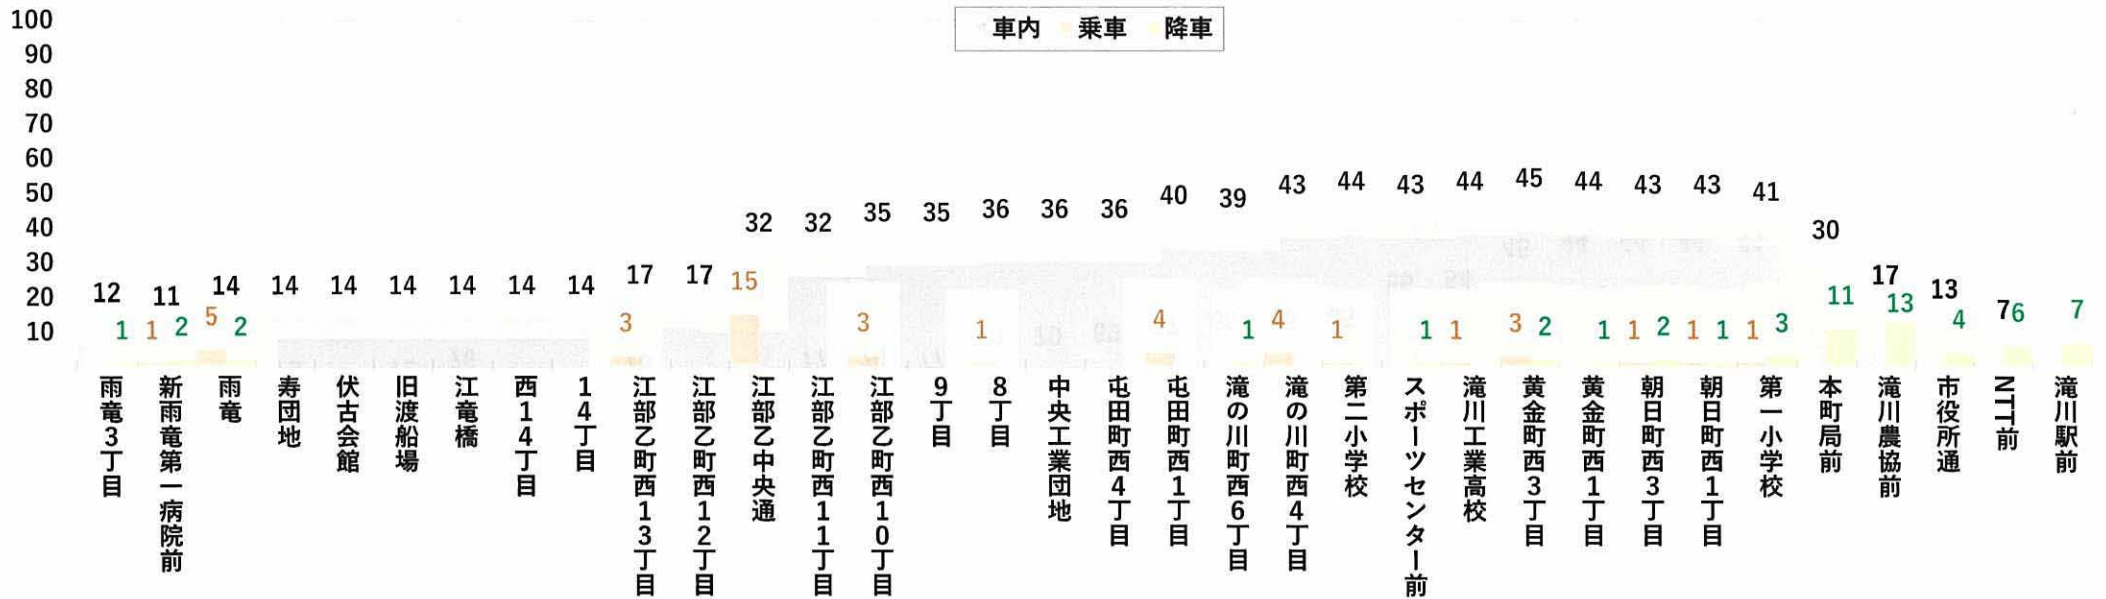 100
90
80
70
60
50
40
30
20
10
車内 乗車 降車
12 11 14 14 14 14 14 14 14 17 17 32 32 35 35 36 36 36 40 39 43 44 43 44 45 44 43 43 41 30 17 13 7
1 5 3 15 3 1 4 4 1 1 3 1 1 1
1 2 2 1 1 2 1 2 1 3 11 13 4 6 7
雨竜3丁目
新雨竜第一病院前
雨竜
寿団地
伏古会館
旧渡船場
江竜橋
西14丁目
14丁目
江部乙町西13丁目
江部乙町西12丁目
江部乙中央通
江部乙町西11丁目
江部乙町西10丁目
9丁目
8丁目
中央工業団地
屯田町西4丁目
屯田町西1丁目
滝の川町西6丁目
滝の川町西4丁目
第二小学校
スポーツセンター前
滝川工業高校
黄金町西3丁目
黄金町西1丁目
朝日町西3丁目
朝日町西1丁目
第一小学校
本町局前
滝川農協前
市役所通
NTT前
滝川駅前